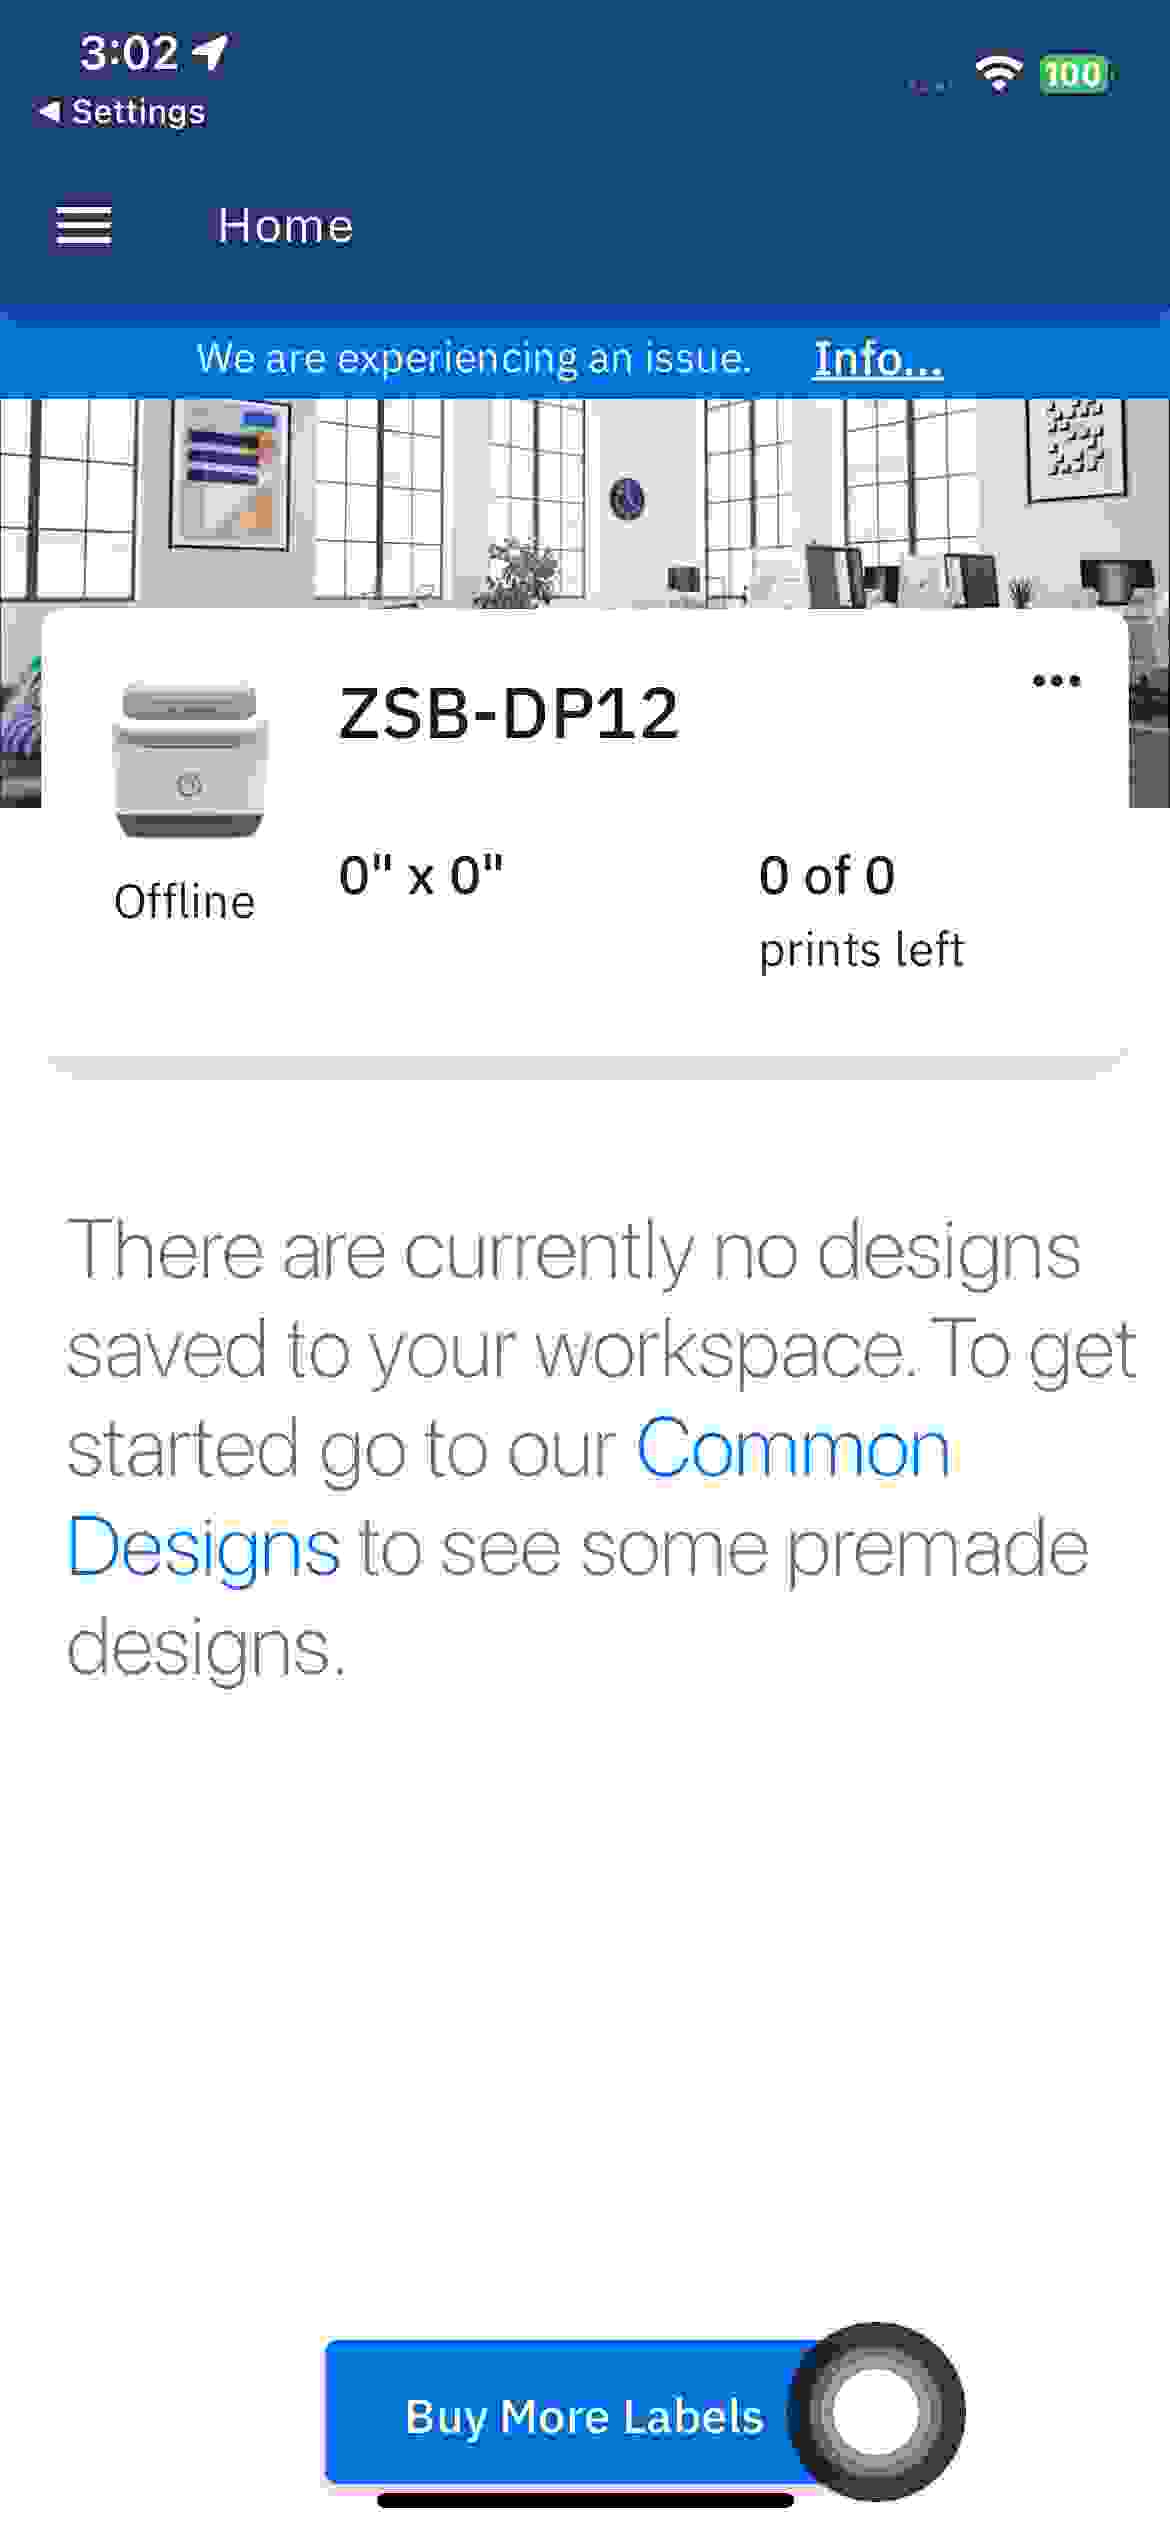 3:02
◀ Settings
100
Home
We are experiencing an issue. Info...
ZSB-DP12
0" x 0"
0 of 0
Offline
prints left
There are currently no designs
saved to your workspace. To get
started go to our Common
Designs to see some premade
designs.
Buy More Labels